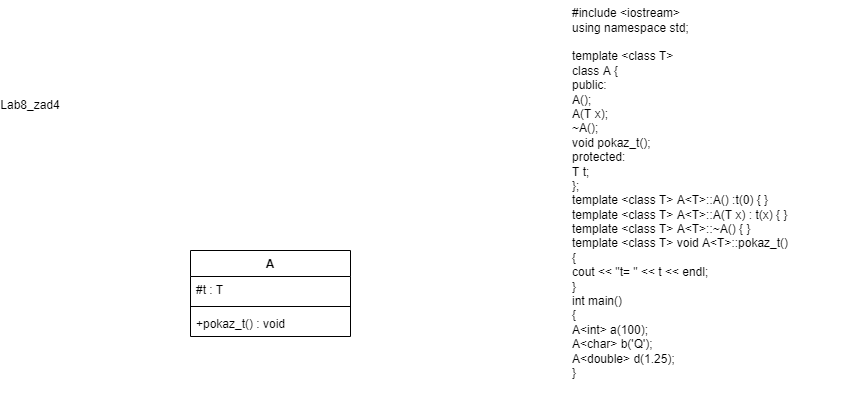 Lab8_zad4
A
#t : T
+pokaz_t() : void
#include <iostream>
using namespace std;
template <class T>
class A {
public:
A();
A(T x);
~A();
void pokaz_t();
protected:
T t;
};
template <class T> A<T>::A() :t(0) { }
template <class T> A<T>::A(T x) : t(x) { }
template <class T> A<T>::~A() { }
template <class T> void A<T>::pokaz_t()
{
cout << "t= " << t << endl;
}
int main()
{
A<int> a(100);
A<char> b('Q');
A<double> d(1.25);
}